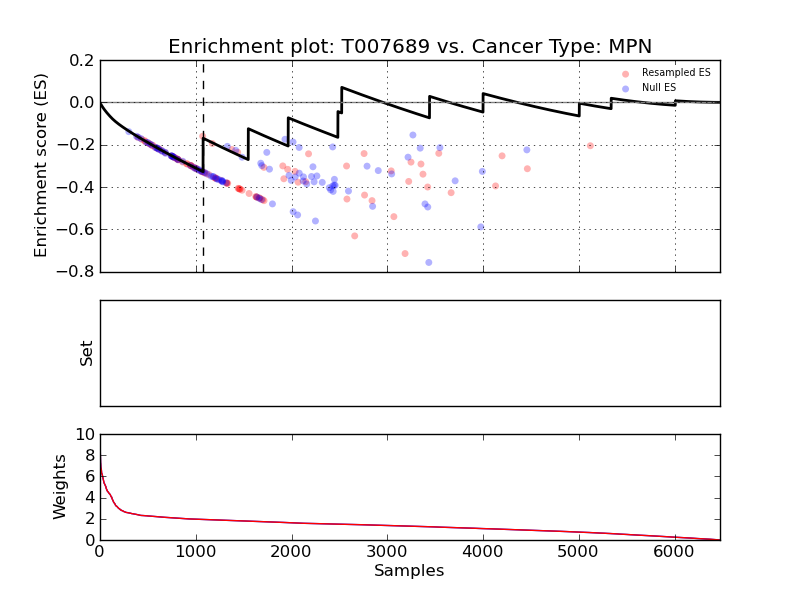 Enrichment plot: T007689 vs. Cancer Type: MPN
Enrichment score (ES)
0.2
0.0
−0.2
−0.4
−0.6
−0.8
Resampled ES
Null ES
Set
Weights
10
8
6
4
2
0
0 1000 2000 3000 4000 5000 6000
Samples